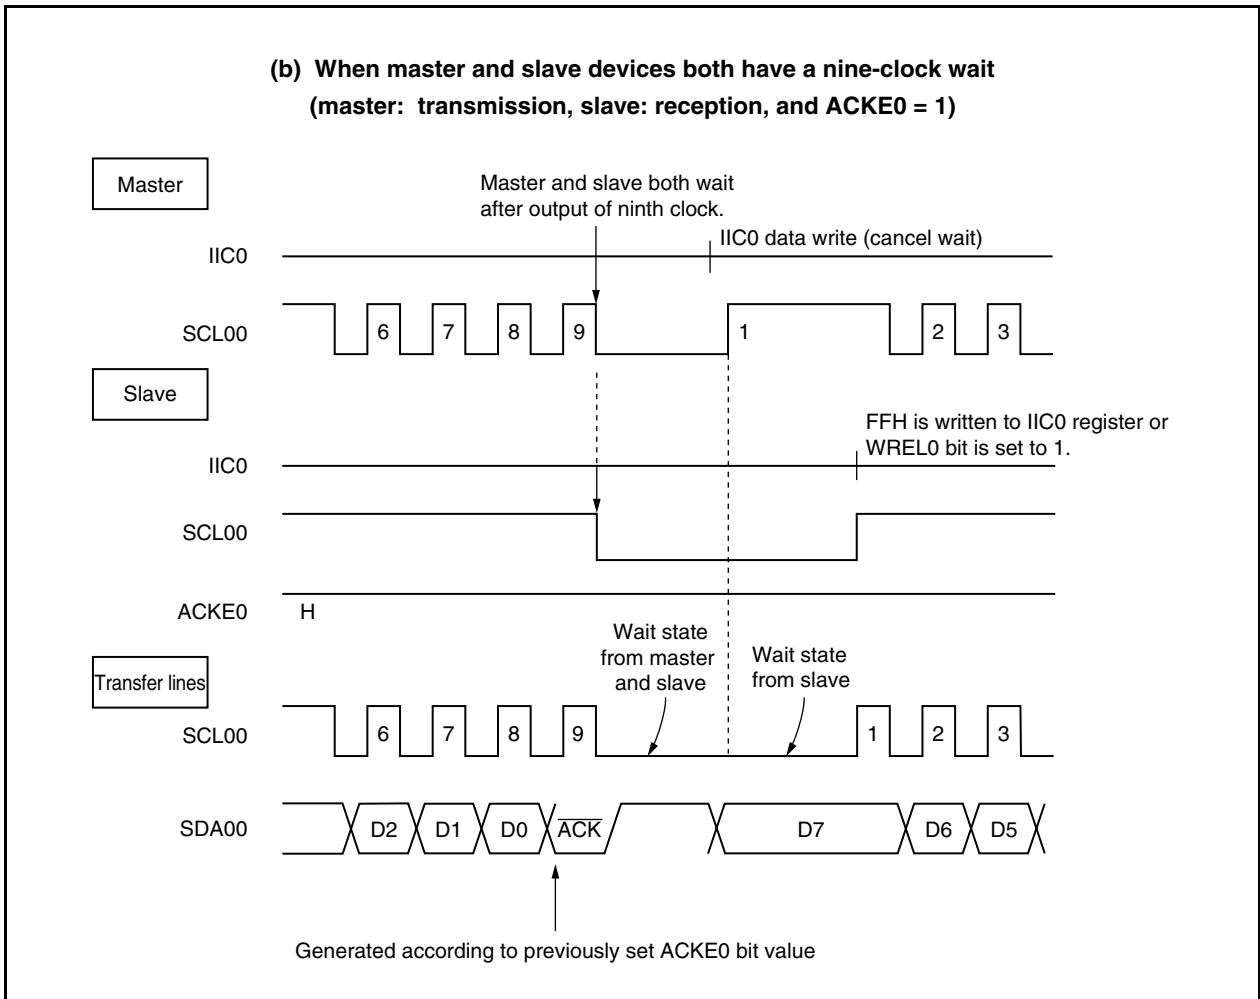 (b) When master and slave devices both have a nine-clock wait
(master: transmission, slave: reception, and ACKE0 = 1)
Master
Master and slave both wait
after output of ninth clock.
IIC0 data write (cancel wait)
IIC0
SCL00
6 7 8 9 1 2 3
Slave
FFH is written to IIC0 register or
WREL0 bit is set to 1.
IIC0
SCL00
ACKE0 H
Wait state
from master
and slave
Wait state
from slave
Transfer lines
SCL00
6 7 8 9 1 2 3
SDA00
D2 D1 D0 ACK D7 D6 D5
Generated according to previously set ACKE0 bit value